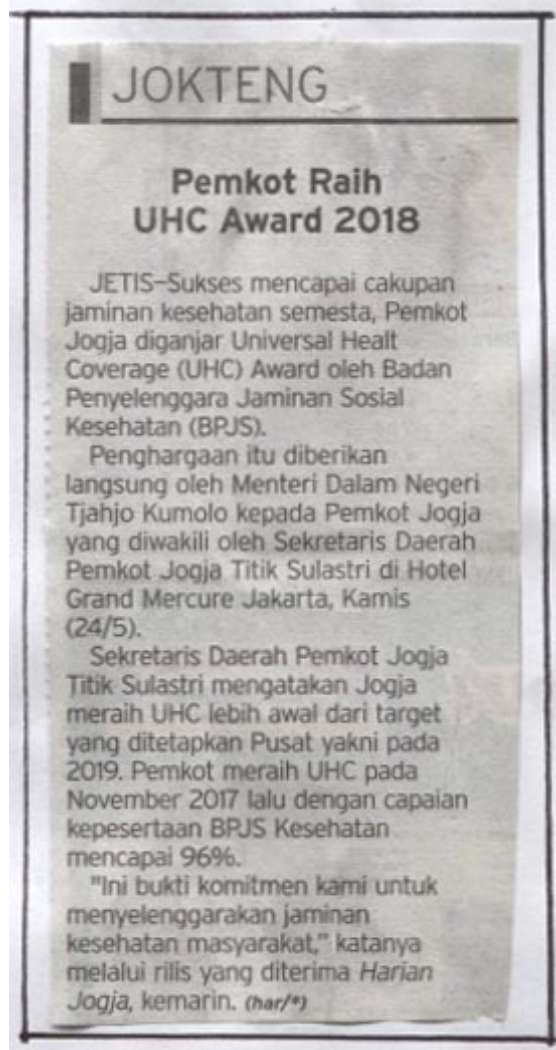 JOKTENG
Pemkot Raih
UHC Award 2018
JETIS–Sukses mencapai cakupan
jaminan kesehatan semesta, Pemkot
Jogja diganjar Universal Healt
Coverage (UHC) Award oleh Badan
Penyelenggara Jaminan Sosial
Kesehatan (BPJS).
Penghargaan itu diberikan
langsung oleh Menteri Dalam Negeri
Tjahjo Kumolo kepada Pemkot Jogja
yang diwakili oleh Sekretaris Daerah
Pemkot Jogja Titik Sulastri di Hotel
Grand Mercure Jakarta, Kamis
(24/5).
Sekretaris Daerah Pemkot Jogja
Titik Sulastri mengatakan Jogja
meraih UHC lebih awal dari target
yang ditetapkan Pusat yakni pada
2019. Pemkot meraih UHC pada
November 2017 lalu dengan capaian
kepesertaan BPJS Kesehatan
mencapai 96%.
"Ini bukti komitmen kami untuk
menyelenggarakan jaminan
kesehatan masyarakat," katanya
melalui rilis yang diterima Harian
Jogja, kemarin. (har/*)